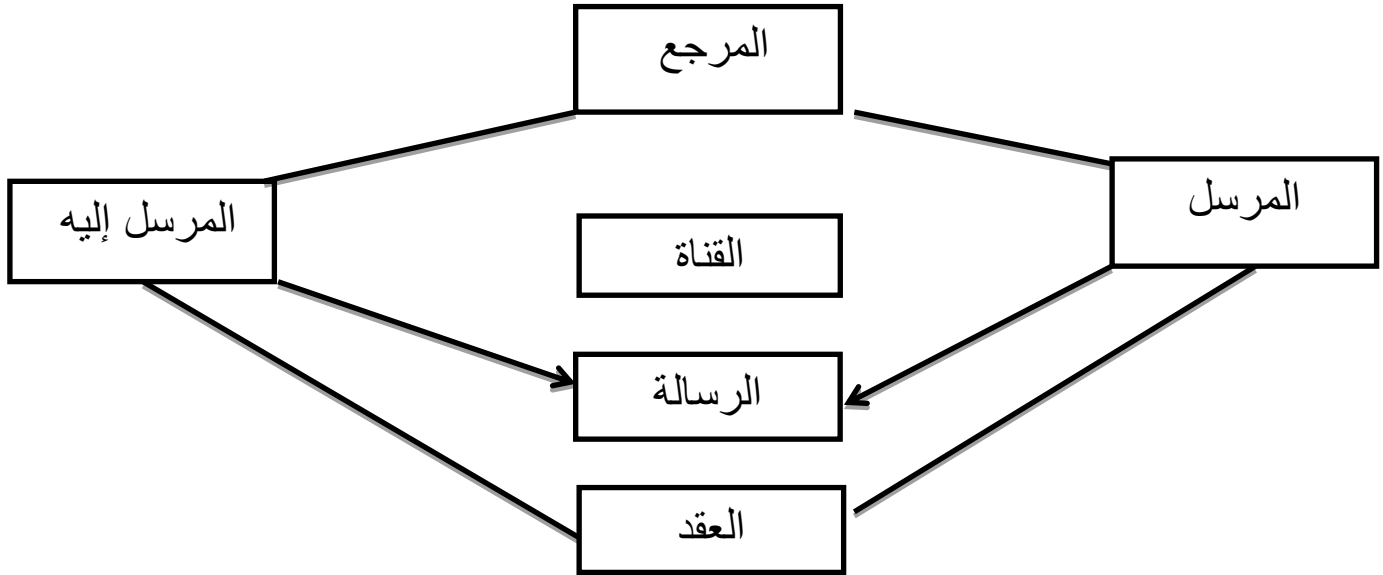 المرجع
المرسل
المرسل إليه
القناة
الرسالة
العقد